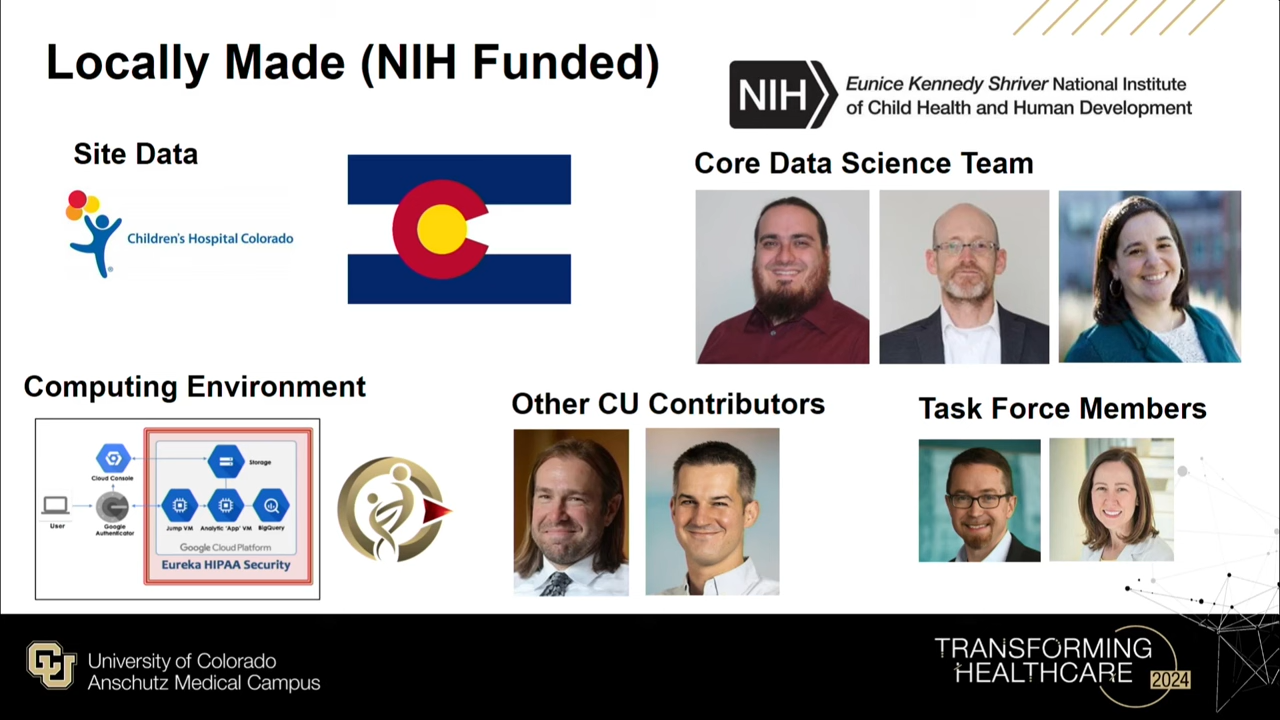 Locally Made (NIH Funded)
NIH
Eunice Kennedy Shriver National Institute
of Child Health and Human Development
Site Data
Children's Hospital Colorado
®
Core Data Science Team
Computing Environment
Cloud Console
Storage
User
Google
Authenticator
Jump VM
Analytic 'App' VM
BigQuery
Google Cloud Platform
Eureka HIPAA Security
Other CU Contributors
Task Force Members
CU
University of Colorado
Anschutz Medical Campus
TRANSFORMING
HEALTHCARE
2024